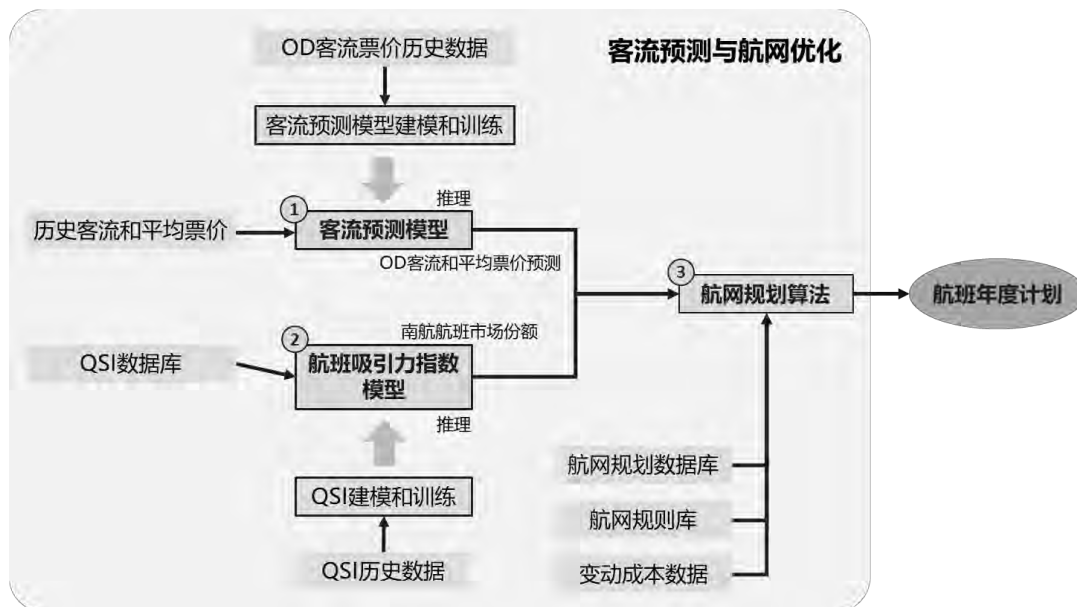 OD客流票价历史数据
客流预测与航网优化
客流预测模型建模和训练
推理
①
客流预测模型
历史客流和平均票价
OD客流和平均票价预测
③
航网规划算法
航班年度计划
南航航班市场份额
②
航班吸引力指数
模型
QSI数据库
推理
航网规划数据库
QSI建模和训练
航网规则库
QSI历史数据
变动成本数据